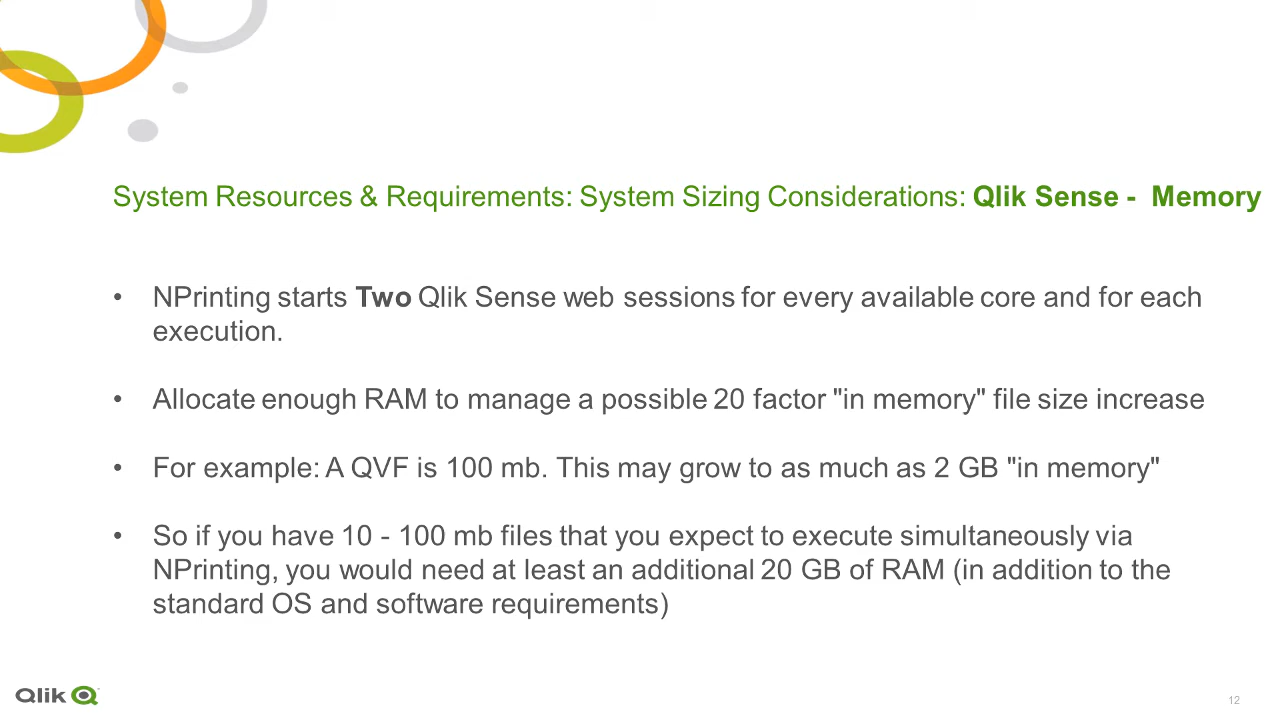 System Resources & Requirements: System Sizing Considerations: Qlik Sense -  Memory
• NPrinting starts Two Qlik Sense web sessions for every available core and for each
execution.
• Allocate enough RAM to manage a possible 20 factor "in memory" file size increase
• For example: A QVF is 100 mb. This may grow to as much as 2 GB "in memory"
• So if you have 10 - 100 mb files that you expect to execute simultaneously via
NPrinting, you would need at least an additional 20 GB of RAM (in addition to the
standard OS and software requirements)
Qlik
12